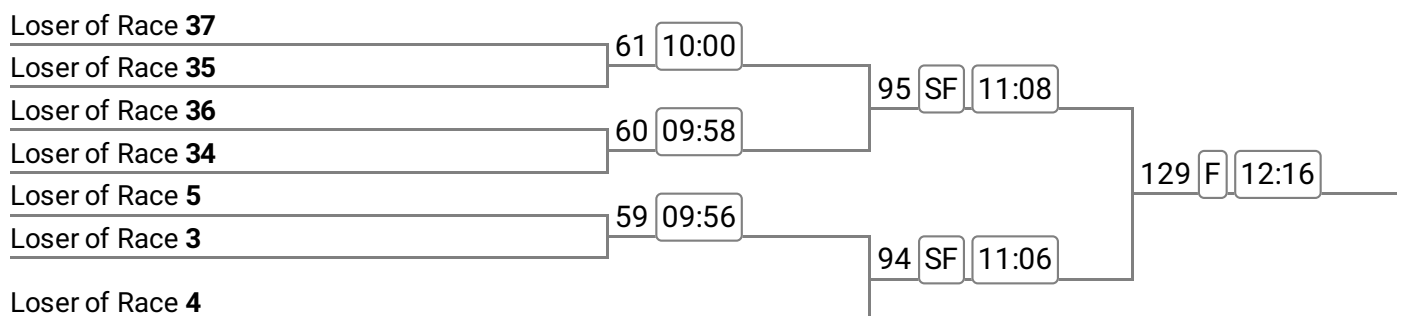 Loser of Race 37
61 10:00
Loser of Race 35
95 SF 11:08
Loser of Race 36
60 09:58
Loser of Race 34
129 F 12:16
Loser of Race 5
59 09:56
Loser of Race 3
94 SF 11:06
Loser of Race 4